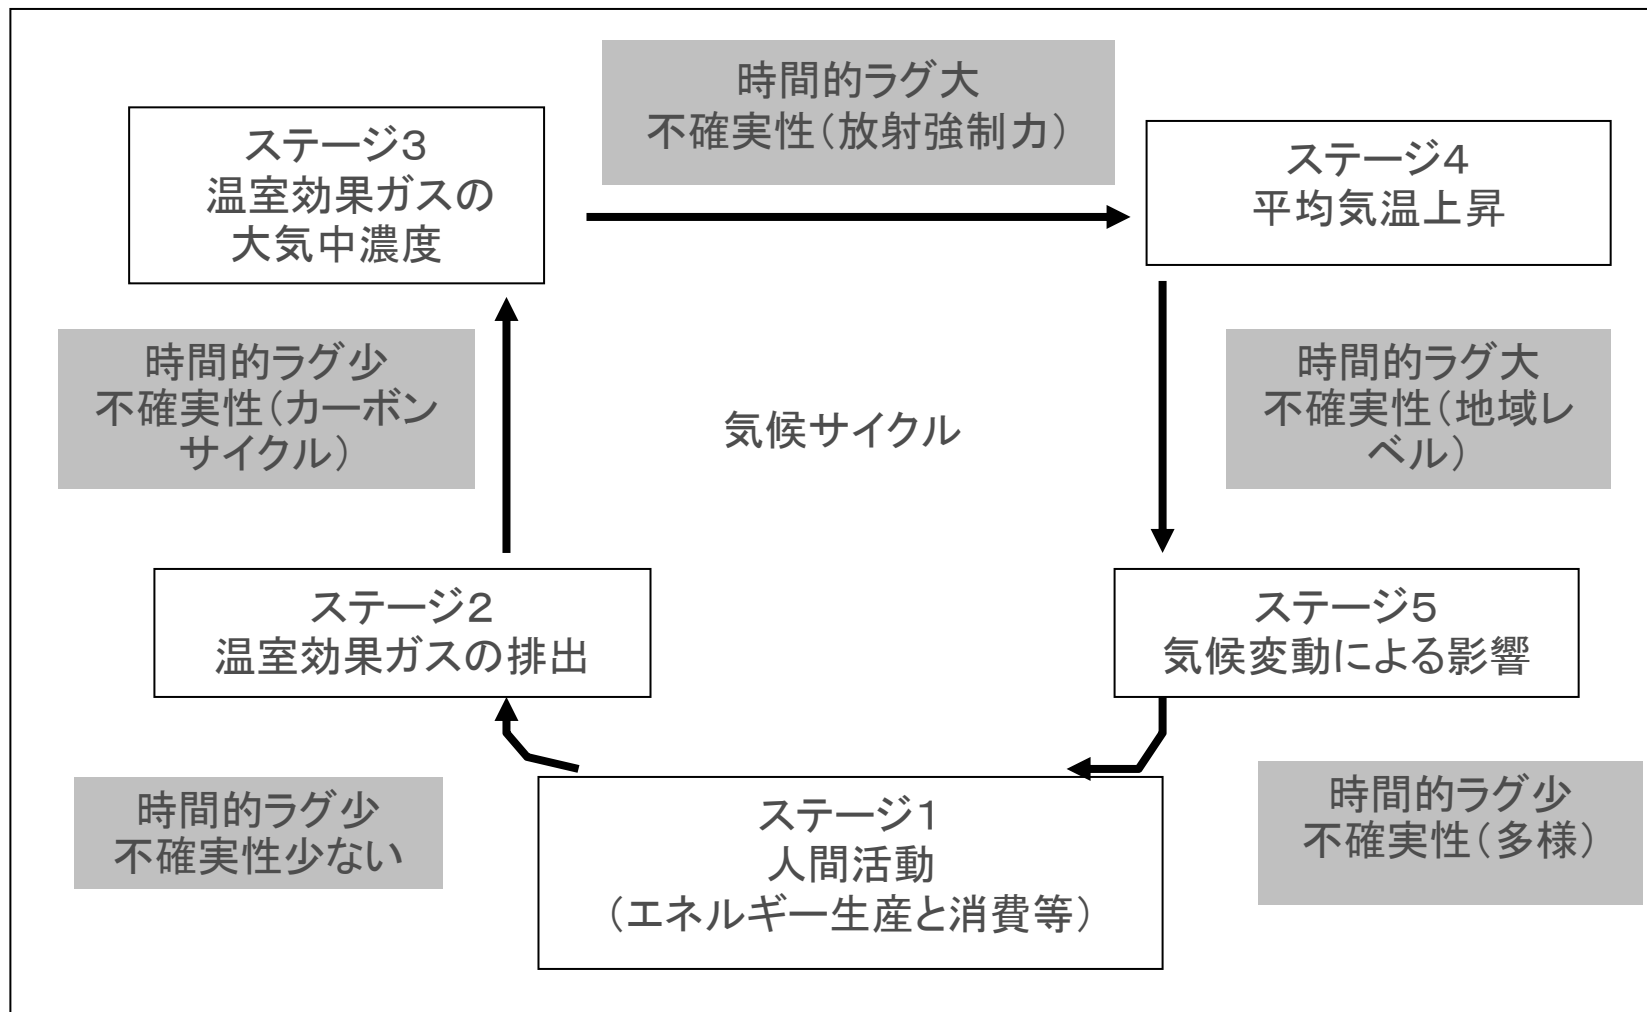 時間的ラグ大
不確実性(放射強制力)
ステージ3
温室効果ガスの
大気中濃度
ステージ4
平均気温上昇
時間的ラグ少
不確実性(カーボン
サイクル)
気候サイクル
時間的ラグ大
不確実性(地域レ
ベル)
ステージ2
温室効果ガスの排出
ステージ5
気候変動による影響
時間的ラグ少
不確実性少ない
ステージ1
人間活動
(エネルギー生産と消費等)
時間的ラグ少
不確実性(多様)